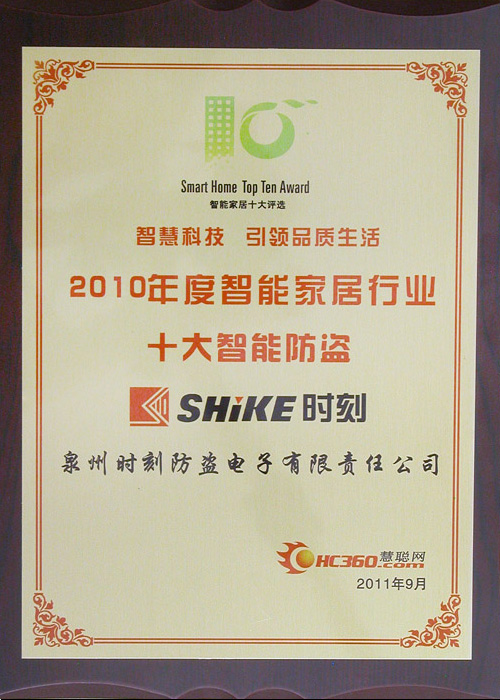 Smart Home Top Ten Award
智能家居十大评选
智慧科技 引领品质生活
2010年度智能家居行业
十大智能防盗
SHiKE 时刻
泉州时刻防盗电子有限责任公司
HC360.com 慧聪网
2011年9月